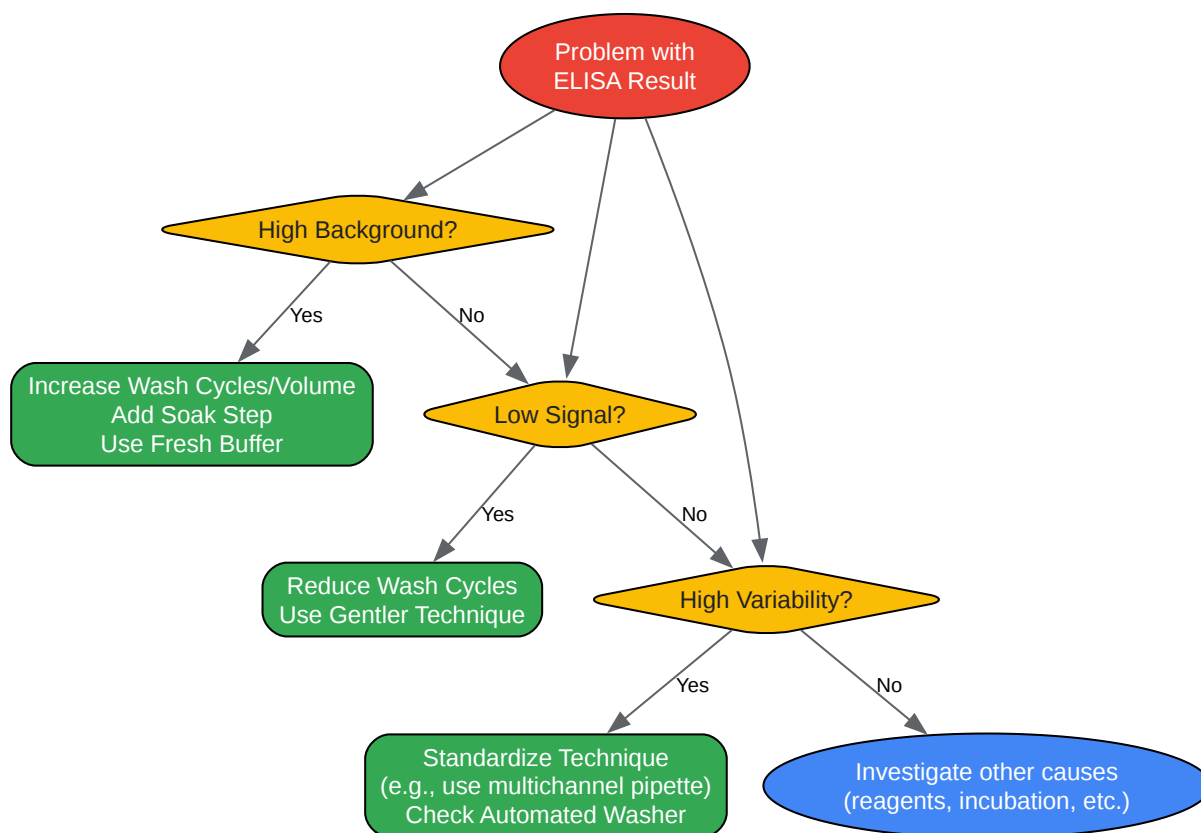 Problem with
ELISA Result
High Background?
Yes
No
Increase Wash Cycles/Volume
Add Soak Step
Use Fresh Buffer
Low Signal?
Yes
No
Reduce Wash Cycles
Use Gentler Technique
High Variability?
Yes
No
Standardize Technique
(e.g., use multichannel pipette)
Check Automated Washer
Investigate other causes
(reagents, incubation, etc.)